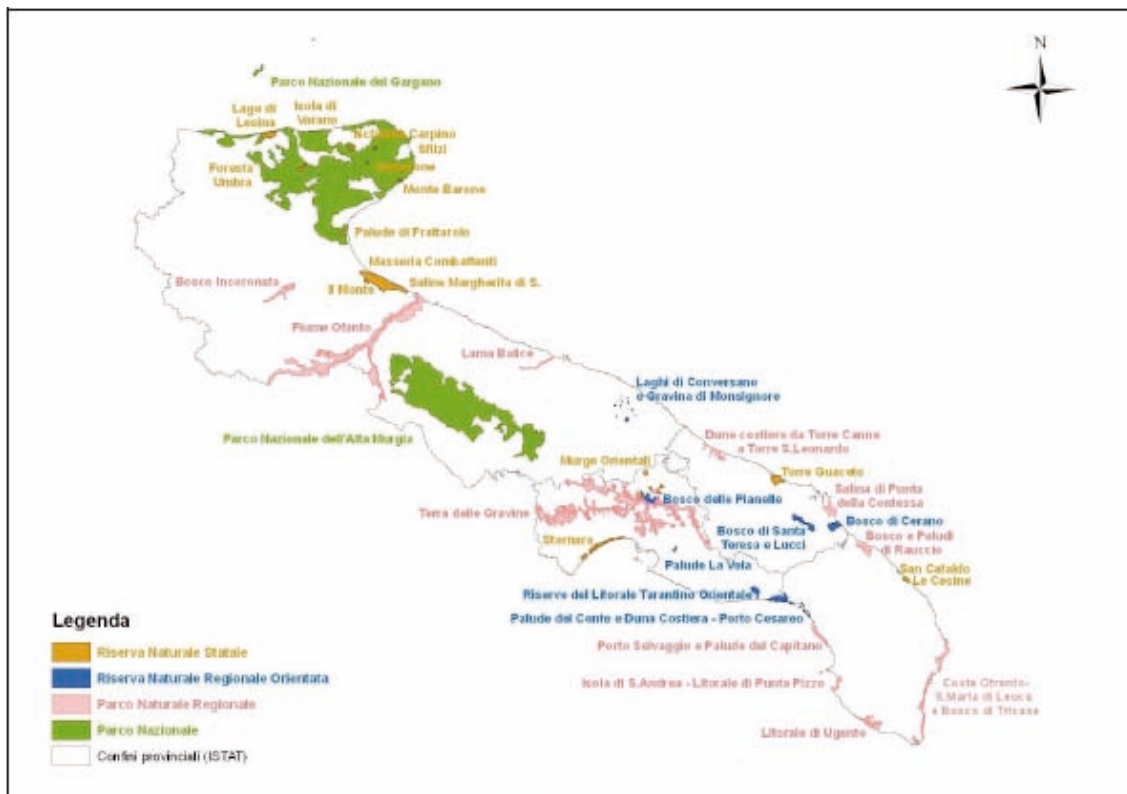 N
Parco Nazionale del Gargano
Lago di
Lesina
Isola di
Varano
Carpino
Sfilzi
Foresta
Umbra
Monte Barone
Palude di Frattarolo
Masseria Combattenti
Il Monte
Saline Margherita di S.
Bosco Incoronata
Fiume Ofanto
Lama Balice
Laghi di Conversano
e Gravina di Monsignore
Parco Nazionale dell'Alta Murgia
Dune costiere da Torre Canne
a Torre S.Leonardo
Murge Orientali
Torre Guaceto
Bosco delle Pianelle
Salina di Punta
della Contessa
Terra delle Gravine
Bosco di Santa
Teresa e Lucci
Bosco di Cerano
Bosco e Paludi
di Rauccio
Stornara
Palude La Vela
San Cataldo
Le Cesine
Riserve del Litorale Tarantino Orientale
Palude del Conte e Duna Costiera - Porto Cesareo
Porto Selvaggio e Palude del Capitano
Isola di S.Andrea - Litorale di Punta Pizzo
Costa Otranto-
S.Maria di Leuca
e Bosco di Tricase
Litorale di Ugento
Legenda
Riserva Naturale Statale
Riserva Naturale Regionale Orientata
Parco Naturale Regionale
Parco Nazionale
Confini provinciali (ISTAT)